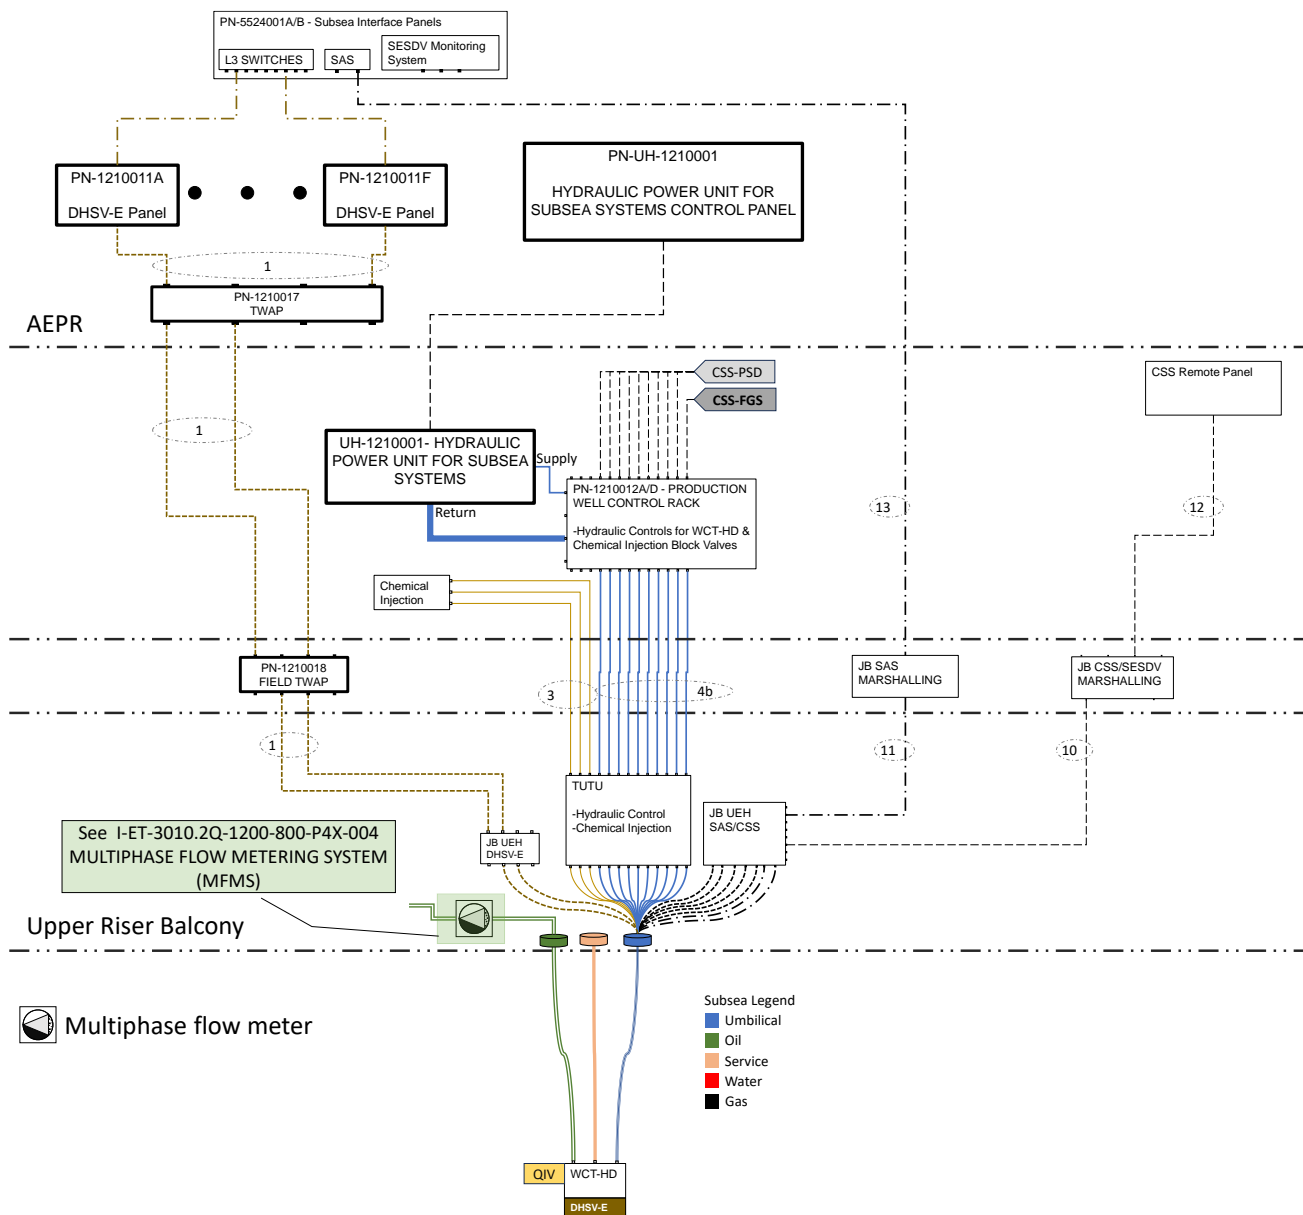 PN-5524001A/B - Subsea Interface Panels
L3 SWITCHES
SAS
SESDV Monitoring
System
PN-1210011A
DHSV-E Panel
PN-1210011F
DHSV-E Panel
PN-UH-1210001
HYDRAULIC POWER UNIT FOR
SUBSEA SYSTEMS CONTROL PANEL
1
PN-1210017
TWAP
AEPR
CSS-PSD
CSS-FGS
CSS Remote Panel
1
UH-1210001- HYDRAULIC
POWER UNIT FOR SUBSEA
SYSTEMS
Supply
Return
PN-1210012A/D - PRODUCTION
WELL CONTROL RACK
-Hydraulic Controls for WCT-HD &
Chemical Injection Block Valves
13
12
Chemical
Injection
PN-1210018
FIELD TWAP
3
4b
JB SAS
MARSHALLING
JB CSS/SESDV
MARSHALLING
1
11
10
TUTU
-Hydraulic Control
-Chemical Injection
JB UEH
SAS/CSS
JB UEH
DHSV-E
See I-ET-3010.2Q-1200-800-P4X-004
MULTIPHASE FLOW METERING SYSTEM
(MFMS)
Upper Riser Balcony
Multiphase flow meter
Subsea Legend
Umbilical
Oil
Service
Water
Gas
QIV
WCT-HD
DHSV-E